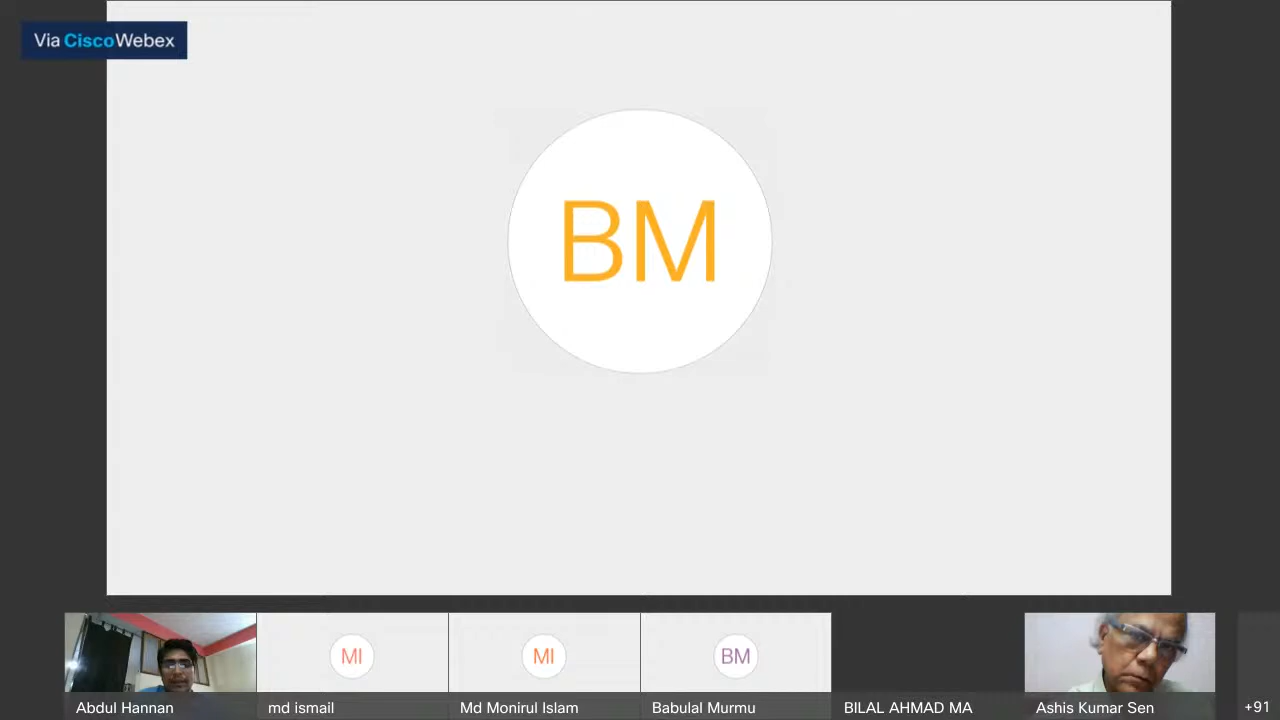 Via CiscoWebex
BM
MI
MI
BM
Abdul Hannan
md ismail
Md Monirul Islam
Babulal Murmu
BILAL AHMAD MA
Ashis Kumar Sen
+91